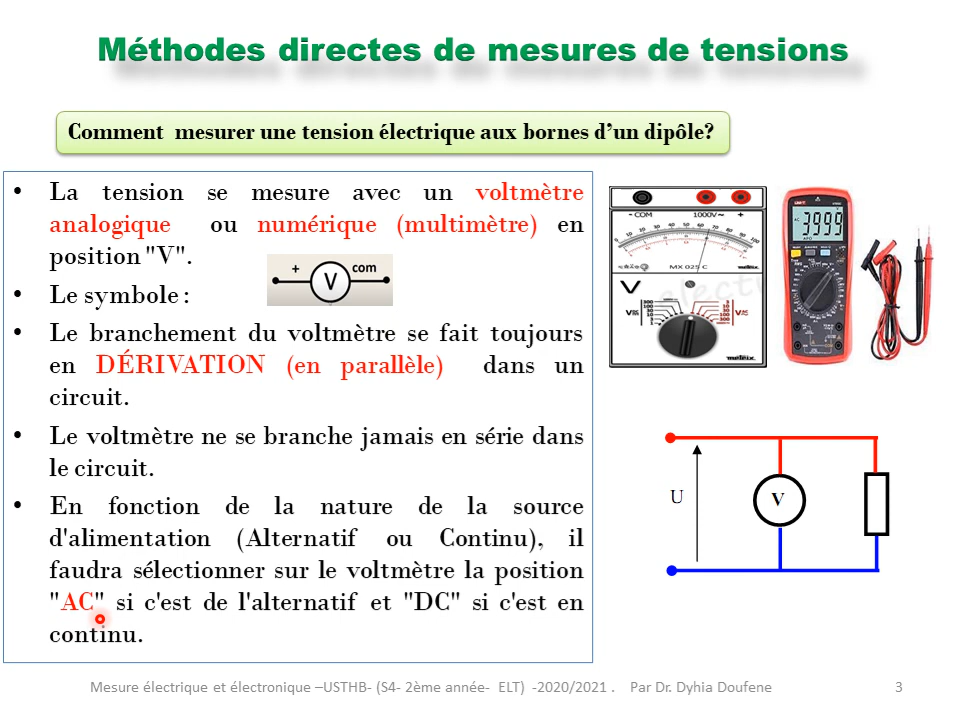 Méthodes directes de mesures de tensions
Comment mesurer une tension électrique aux bornes d'un dipôle?
• La tension se mesure avec un voltmètre
analogique ou numérique (multimètre) en
position "V".
+ V com
• Le symbole :
• Le branchement du voltmètre se fait toujours
en DÉRIVATION (en parallèle) dans un
circuit.
• Le voltmètre ne se branche jamais en série dans
le circuit.
• En fonction de la nature de la source
d'alimentation (Alternatif ou Continu), il
faudra sélectionner sur le voltmètre la position
"AC" si c'est de l'alternatif et "DC" si c'est en
continu.
- COM 1000V~ +
MX 025 C metrix
V
metrix
3999
U
V
Mesure électrique et électronique –USTHB- (S4- 2ème année- ELT) -2020/2021 . Par Dr. Dyhia Doufene
3